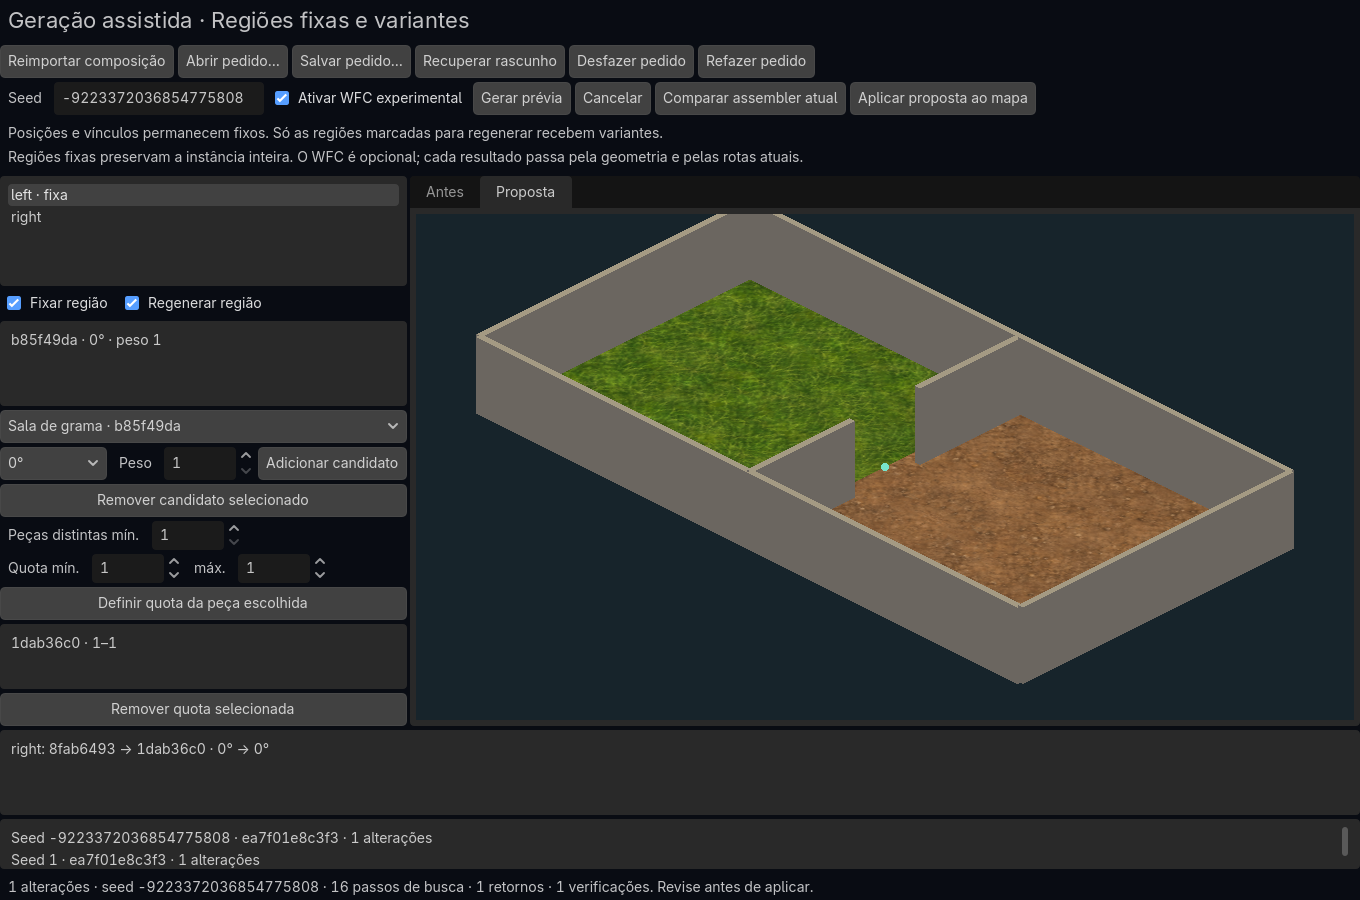 Geração assistida · Regiões fixas e variantes
Reimportar composição Abrir pedido... Salvar pedido... Recuperar rascunho Desfazer pedido Refazer pedido
Seed -9223372036854775808 Ativar WFC experimental Gerar prévia Cancelar Comparar assembler atual Aplicar proposta ao mapa
Posições e vínculos permanecem fixos. Só as regiões marcadas para regenerar recebem variantes.
Regiões fixas preservam a instância inteira. O WFC é opcional; cada resultado passa pela geometria e pelas rotas atuais.
left · fixa
right
Antes Proposta
Fixar região Regenerar região
b85f49da · 0° · peso 1
Sala de grama · b85f49da
0° Peso 1 Adicionar candidato
Remover candidato selecionado
Peças distintas mín. 1
Quota mín. 1 máx. 1
Definir quota da peça escolhida
1dab36c0 · 1–1
Remover quota selecionada
right: 8fab6493 → 1dab36c0 · 0° → 0°
Seed -9223372036854775808 · ea7f01e8c3f3 · 1 alterações
Seed 1 · ea7f01e8c3f3 · 1 alterações
1 alterações · seed -9223372036854775808 · 16 passos de busca · 1 retornos · 1 verificações. Revise antes de aplicar.